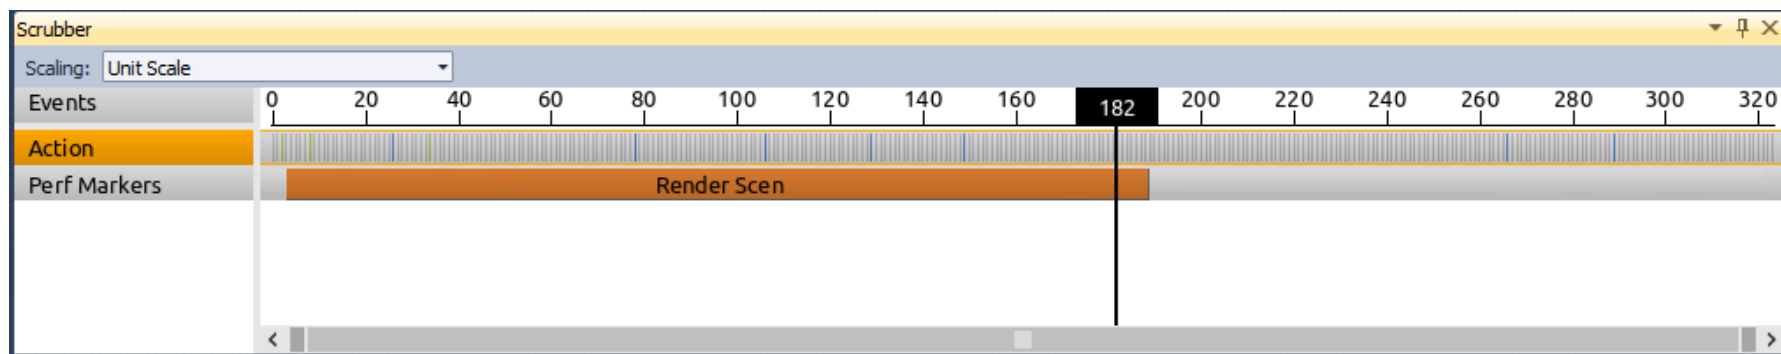 Scrubber
Scaling: Unit Scale
Events 0 20 40 60 80 100 120 140 160 182 200 220 240 260 280 300 320
Action
Perf Markers Render Scen